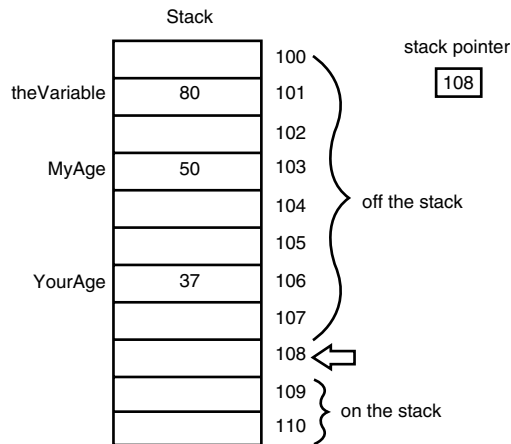 Stack
stack pointer
108
100
theVariable 80 101
102
MyAge 50 103
104
off the stack
105
YourAge 37 106
107
108
109
on the stack
110